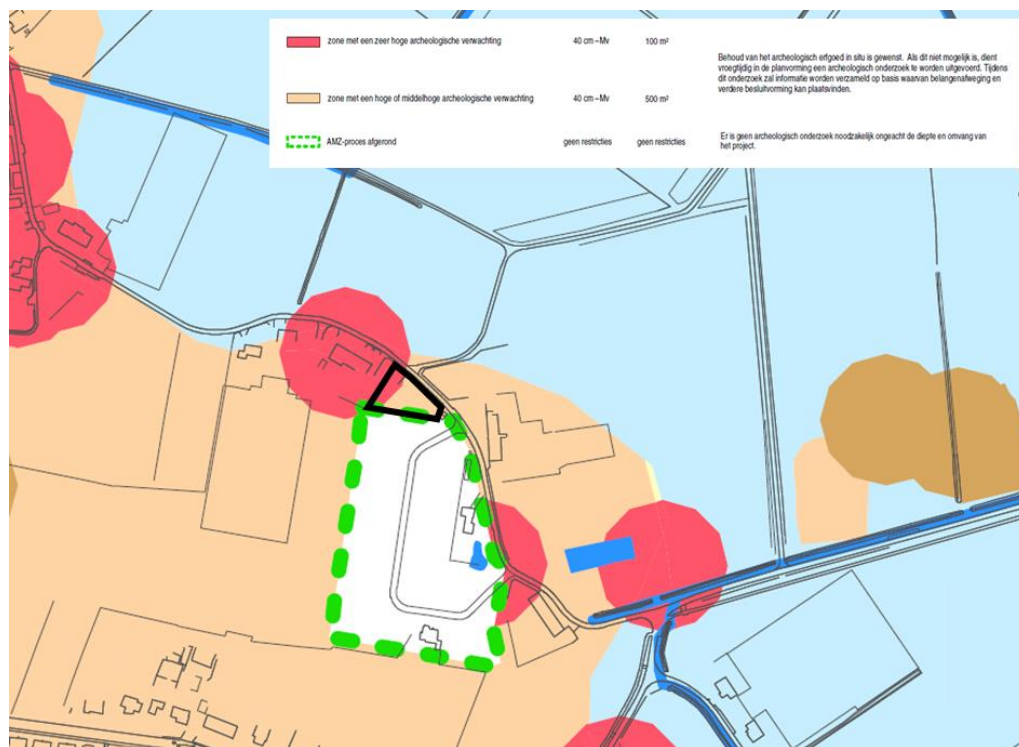 zone met een zeer hoge archeologische verwachting 40 cm –Mv 100 m²
Behoud van het archeologisch erfgoed in situ is gewenst. Als dit niet mogelijk is, dient
vroegtijdig in de planvorming een archeologisch onderzoek te worden uitgevoerd. Tijdens
dit onderzoek zal informatie worden verzameld op basis waarvan belangenafweging en
verdere besluitvorming kan plaatsvinden.
zone met een hoge of middelhoge archeologische verwachting 40 cm –Mv 500 m²
AMZ-proces afgerond geen restricties geen restricties
Er is geen archeologisch onderzoek noodzakelijk ongeacht de diepte en omvang van
het project.